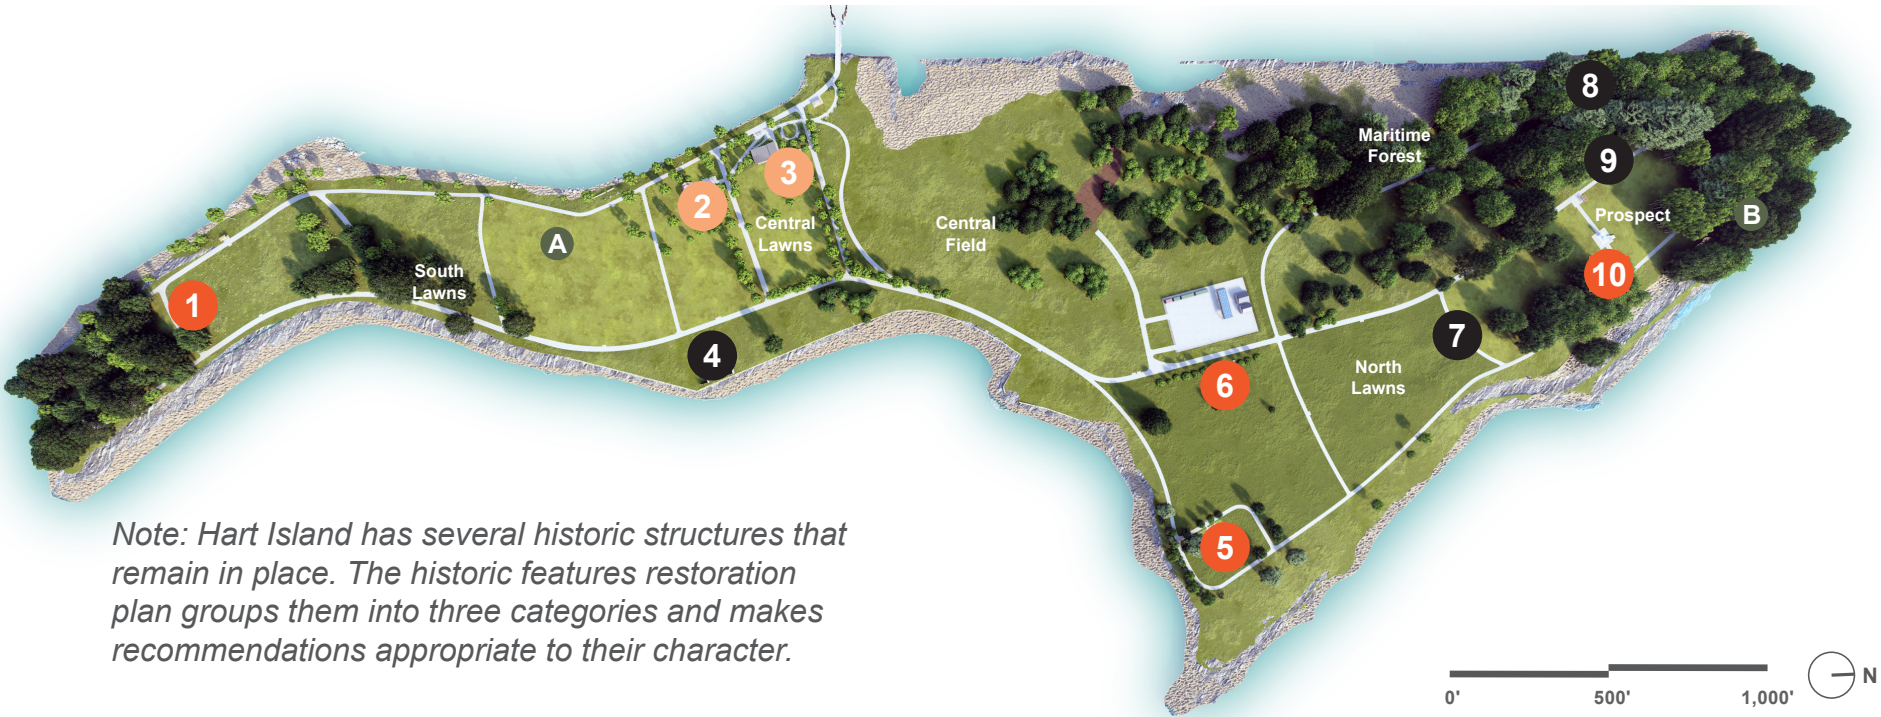 8
Maritime
Forest
9
3
2
Prospect
B
Central
Lawns
Central
Field
A
South
Lawns
10
1
7
4
North
Lawns
6
5
Note: Hart Island has several historic structures that
remain in place. The historic features restoration
plan groups them into three categories and makes
recommendations appropriate to their character.
N
0'
500'
1,000'